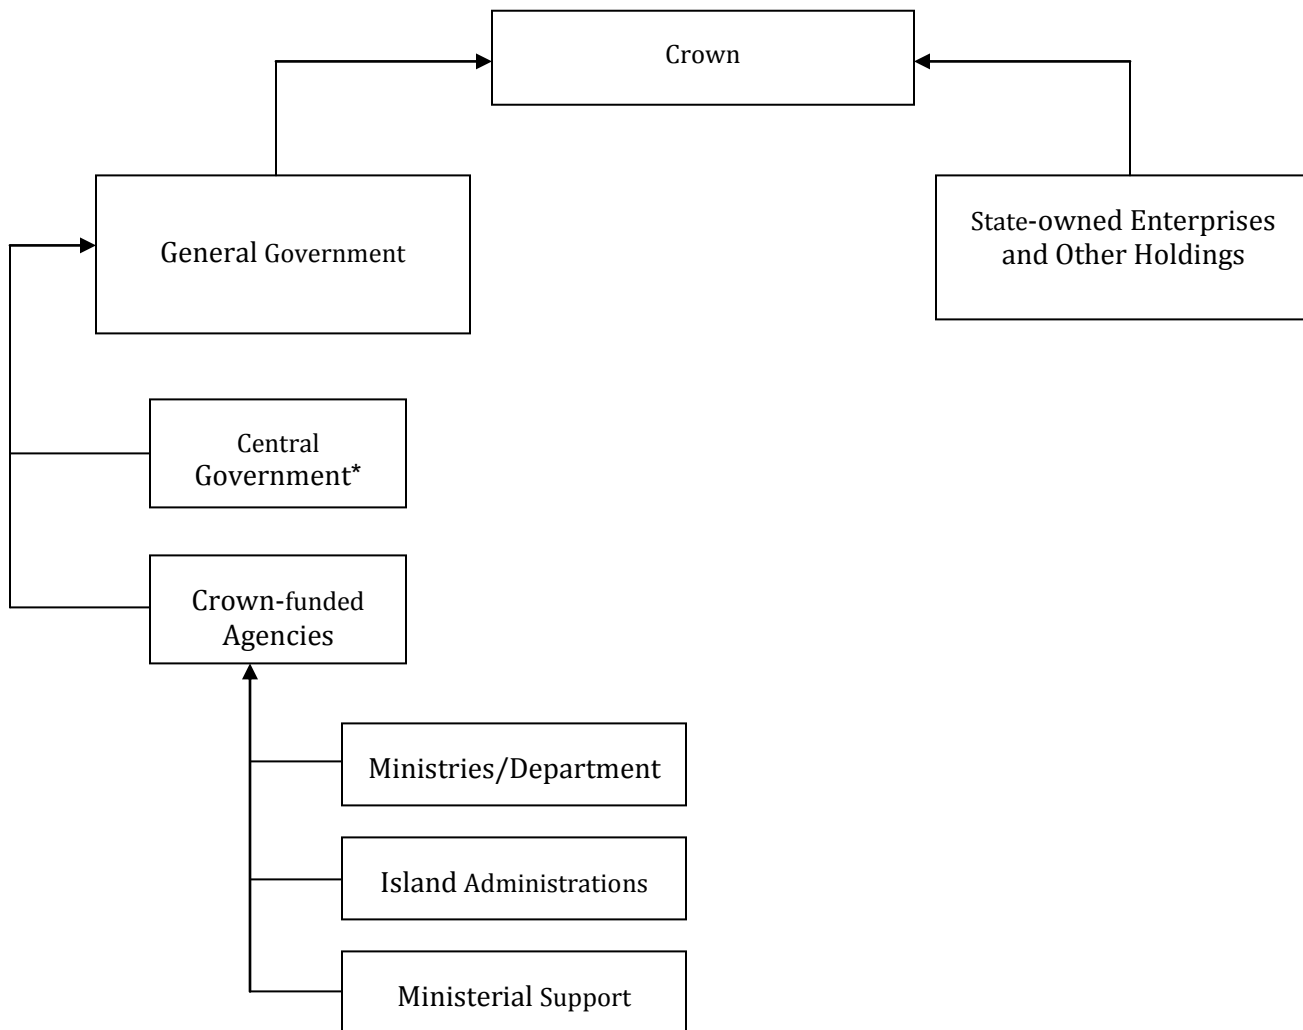 Crown
General Government
State-owned Enterprises
and Other Holdings
Central
Government*
Crown-funded
Agencies
Ministries/Department
Island Administrations
Ministerial Support